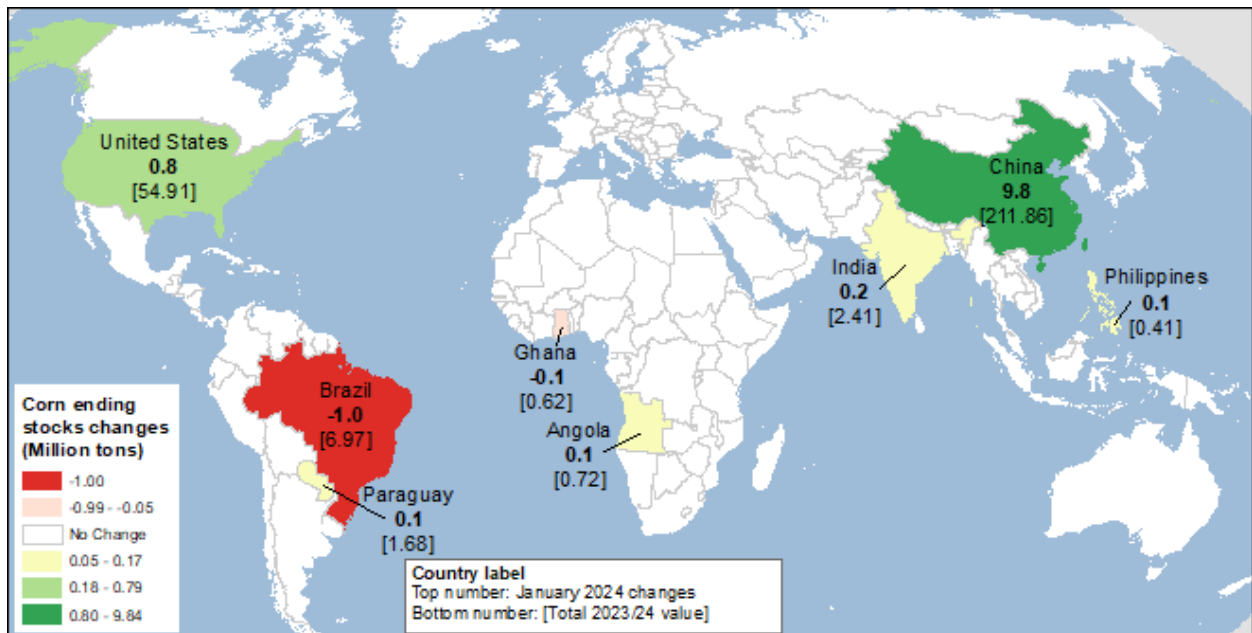 United States
0.8
[54.91]
China
9.8
[211.86]
India
0.2
[2.41]
Philippines
0.1
[0.41]
Ghana
-0.1
[0.62]
Brazil
-1.0
[6.97]
Angola
0.1
[0.72]
Paraguay
0.1
[1.68]
Corn ending
stocks changes
(Million tons)
-1.00
-0.99 - -0.05
No Change
0.05 - 0.17
0.18 - 0.79
0.80 - 9.84
Country label
Top number: January 2024 changes
Bottom number: [Total 2023/24 value]